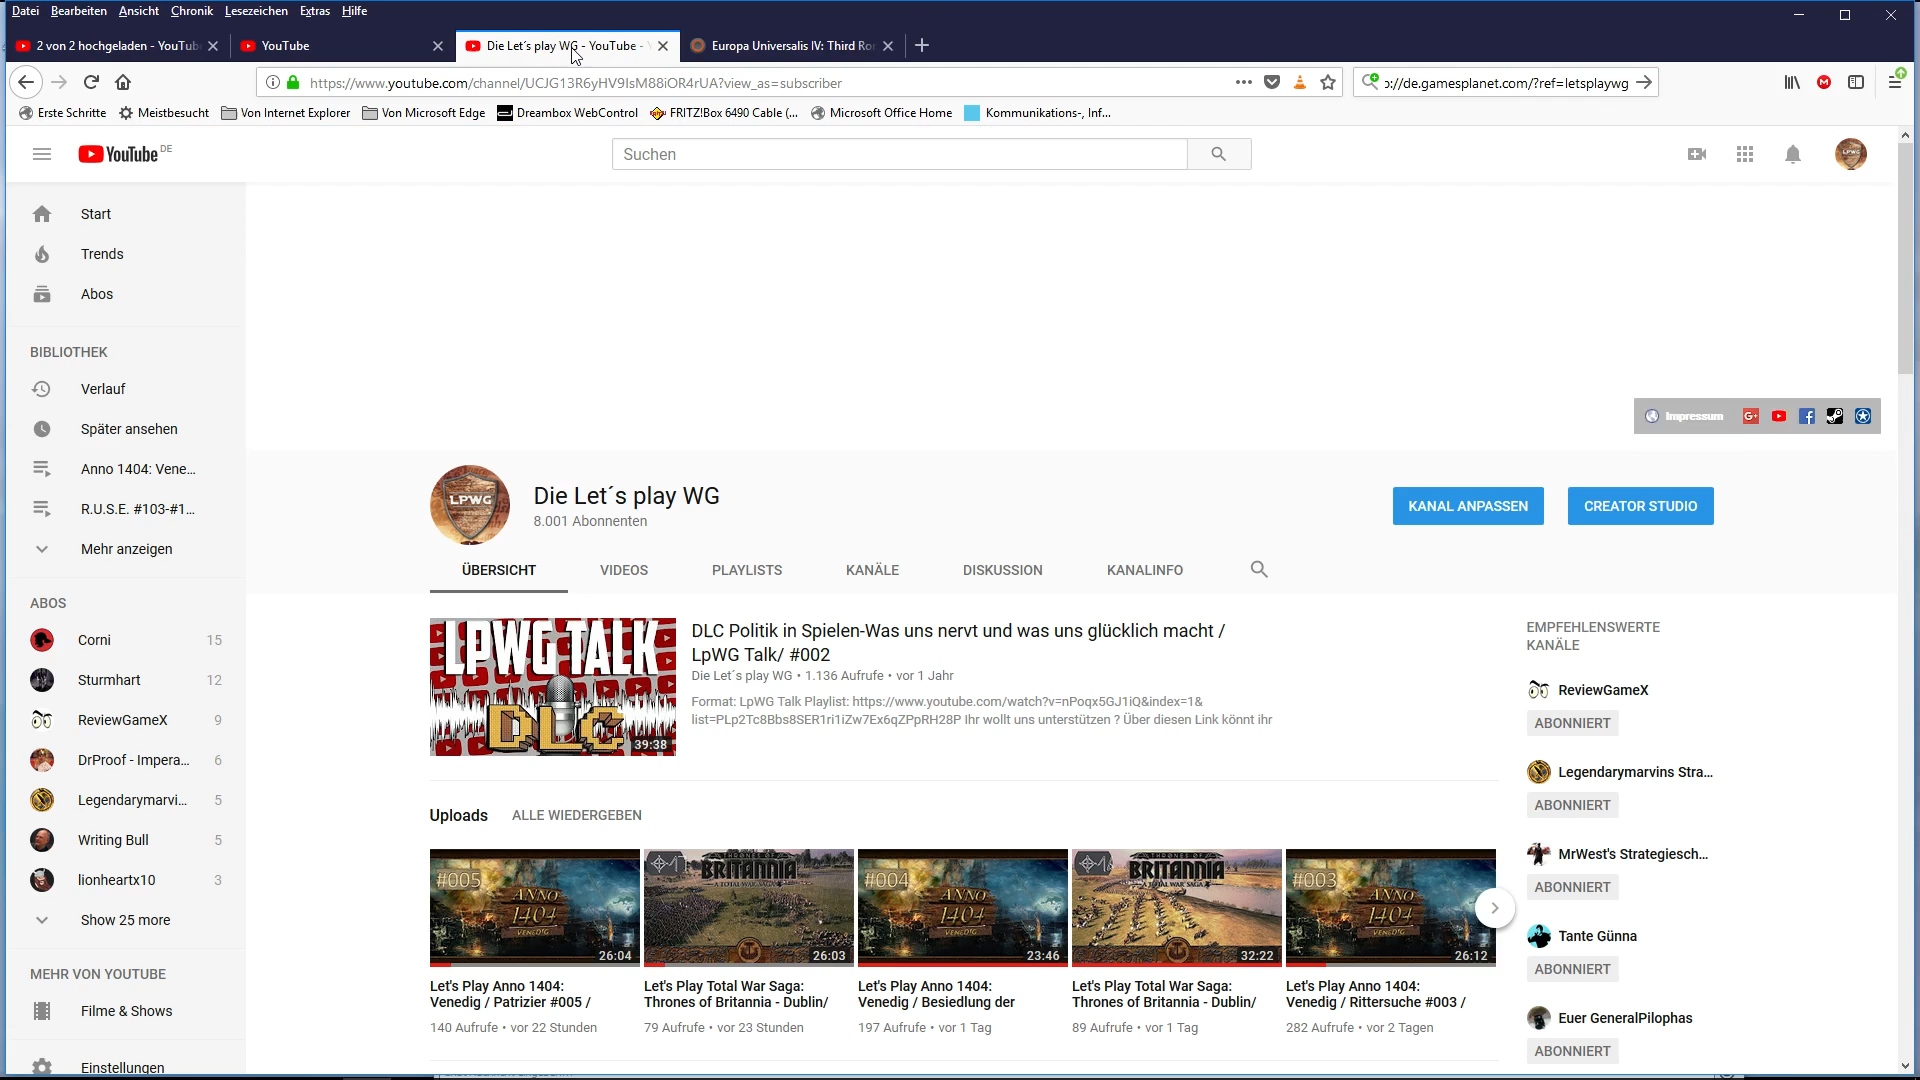 Datei Bearbeiten Ansicht Chronik Lesezeichen Extras Hilfe
2 von 2 hochgeladen - YouTub
YouTube
Die Let´s play WG - YouTube -
Europa Universalis IV: Third Ro
https://www.youtube.com/channel/UCJG13R6yHV9IsM88iOR4rUA?view_as=subscriber
://de.gamesplanet.com/?ref=letsplaywg
Erste Schritte Meistbesucht Von Internet Explorer Von Microsoft Edge Dreambox WebControl FRITZ!Box 6490 Cable (... Microsoft Office Home Kommunikations-, Inf...
YouTube DE
Suchen
Start
Trends
Abos
BIBLIOTHEK
Verlauf
Später ansehen
Anno 1404: Vene...
R.U.S.E. #103-#1...
Mehr anzeigen
ABOS
Corni 15
Sturmhart 12
ReviewGameX 9
DrProof - Impera... 6
Legendarymarvi... 5
Writing Bull 5
lionheartx10 3
Show 25 more
MEHR VON YOUTUBE
Filme & Shows
Einstellungen
Impressum
LPWG
Die Let´s play WG
8.001 Abonnenten
KANAL ANPASSEN
CREATOR STUDIO
ÜBERSICHT VIDEOS PLAYLISTS KANÄLE DISKUSSION KANALINFO
LPWG TALK
DLC
39:38
DLC Politik in Spielen-Was uns nervt und was uns glücklich macht /
LpWG Talk/ #002
Die Let´s play WG • 1.136 Aufrufe • vor 1 Jahr
Format: LpWG Talk Playlist: https://www.youtube.com/watch?v=nPoqx5GJ1iQ&index=1&
list=PLp2Tc8Bbs8SER1ri1iZw7Ex6qZPpRH28P Ihr wollt uns unterstützen ? Über diesen Link könnt ihr
Uploads ALLE WIEDERGEBEN
#005
ANNO
1404
VENEDIG
26:04
Let's Play Anno 1404:
Venedig / Patrizier #005 /
140 Aufrufe • vor 22 Stunden
THRONES OF
BRITANNIA
A TOTAL WAR SAGA
26:03
Let's Play Total War Saga:
Thrones of Britannia - Dublin/
79 Aufrufe • vor 23 Stunden
#004
ANNO
1404
VENEDIG
23:46
Let's Play Anno 1404:
Venedig / Besiedlung der
197 Aufrufe • vor 1 Tag
THRONES OF
BRITANNIA
A TOTAL WAR SAGA
32:22
Let's Play Total War Saga:
Thrones of Britannia - Dublin/
89 Aufrufe • vor 1 Tag
#003
ANNO
1404
VENEDIG
26:12
Let's Play Anno 1404:
Venedig / Rittersuche #003 /
282 Aufrufe • vor 2 Tagen
EMPFEHLENSWERTE
KANÄLE
ReviewGameX
ABONNIERT
Legendarymarvins Stra...
ABONNIERT
MrWest's Strategiesch...
ABONNIERT
Tante Günna
ABONNIERT
Euer GeneralPilophas
ABONNIERT